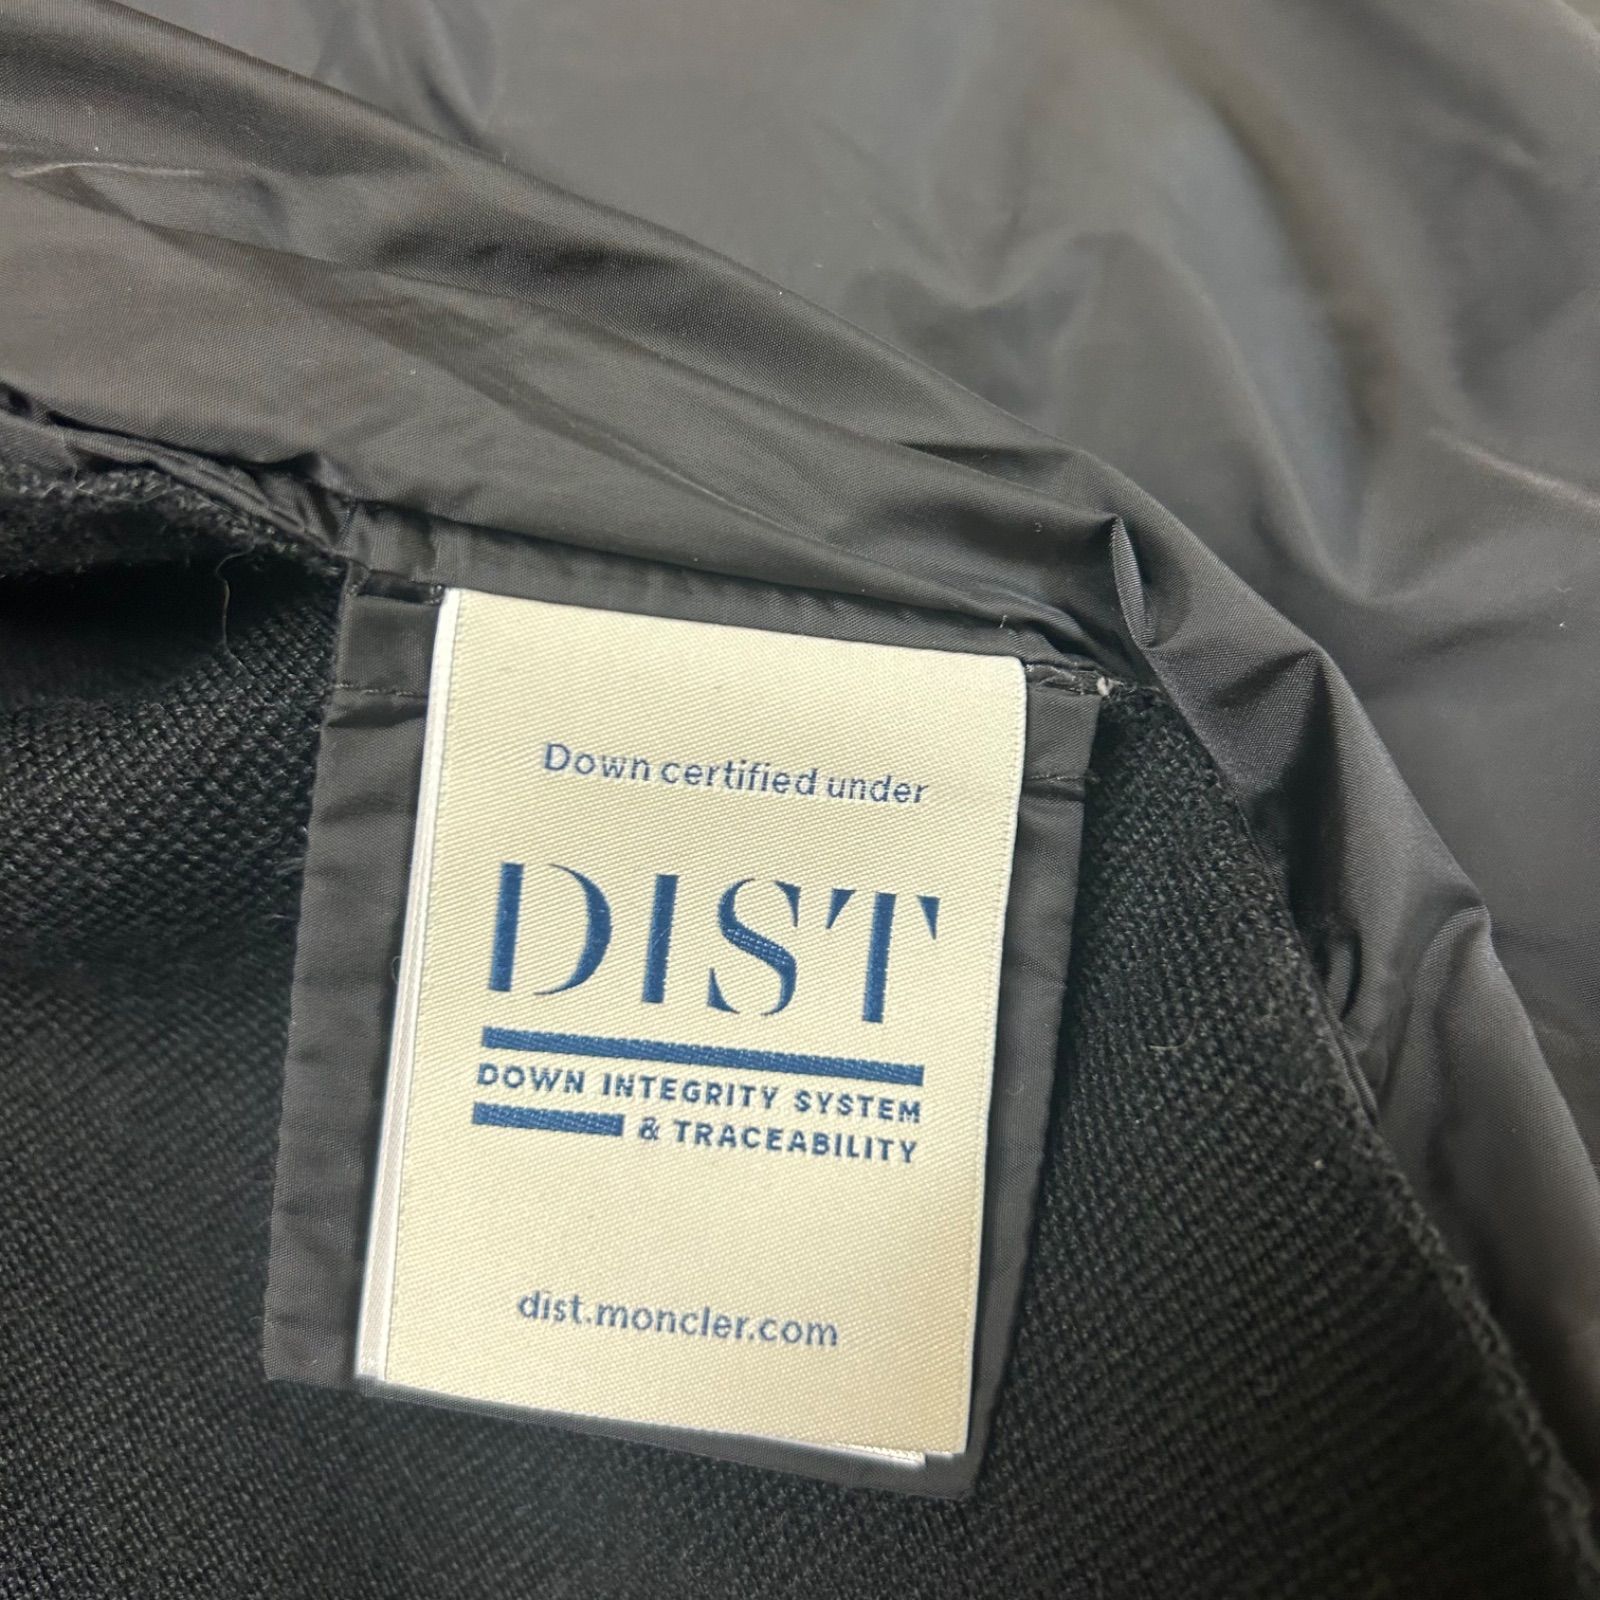 Down certified under
DIST
DOWN INTEGRITY SYSTEM
& TRACEABILITY
dist.moncler.com